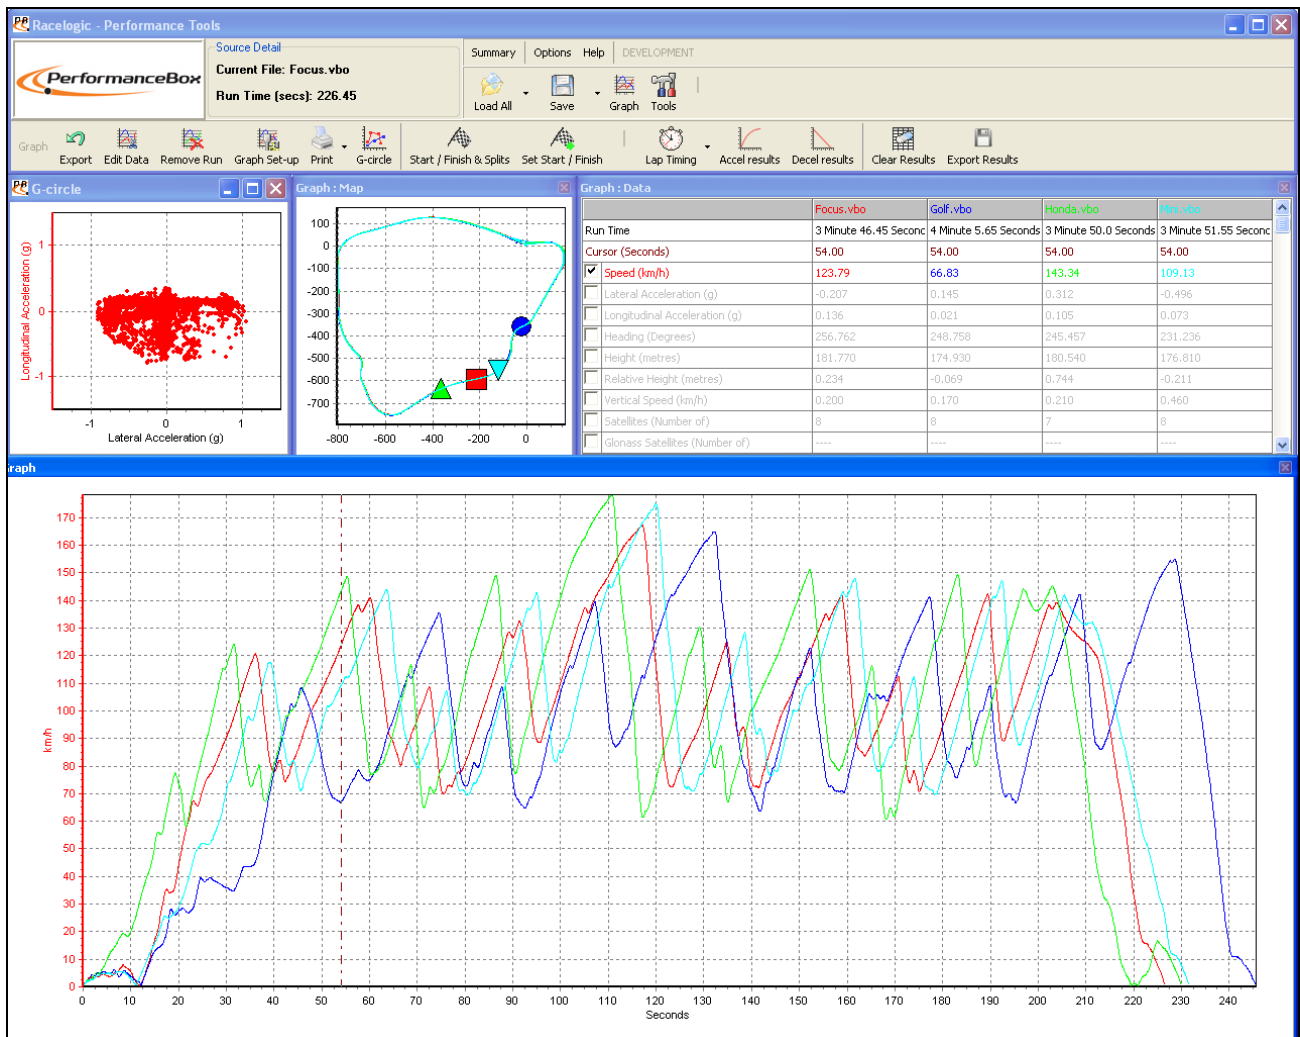 Racelogic - Performance Tools
PerformanceBox
Source Detail
Current File: Focus.vbo
Run Time (secs): 226.45
Summary Options Help DEVELOPMENT
Load All Save Graph Tools
Graph Export Edit Data Remove Run Graph Set-up Print G-circle Start / Finish & Splits Set Start / Finish Lap Timing Accel results Decel results Clear Results Export Results
G-circle
Longitudinal Acceleration (g)
1
0
-1
-1 0 1
Lateral Acceleration (g)
Graph : Map
100
0
-100
-200
-300
-400
-500
-600
-700
-800 -600 -400 -200 0
Graph : Data
Focus.vbo Golf.vbo Honda.vbo Mini.vbo
Run Time 3 Minute 46.45 Seconc 4 Minute 5.65 Seconds 3 Minute 50.0 Seconds 3 Minute 51.55 Seconc
Cursor (Seconds) 54.00 54.00 54.00 54.00
Speed (km/h) 123.79 66.83 143.34 109.13
Lateral Acceleration (g) -0.207 0.145 0.312 -0.496
Longitudinal Acceleration (g) 0.136 0.021 0.105 0.073
Heading (Degrees) 256.762 248.758 245.457 231.236
Height (metres) 181.770 174.930 180.540 176.810
Relative Height (metres) 0.234 -0.069 0.744 -0.211
Vertical Speed (km/h) 0.200 0.170 0.210 0.460
Satellites (Number of) 8 8 7 8
Glonass Satellites (Number of) ---- ---- ---- ----
Graph
km/h
170
160
150
140
130
120
110
100
90
80
70
60
50
40
30
20
10
0
0 10 20 30 40 50 60 70 80 90 100 110 120 130 140 150 160 170 180 190 200 210 220 230 240
Seconds